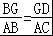 BG/AB = GD/AC